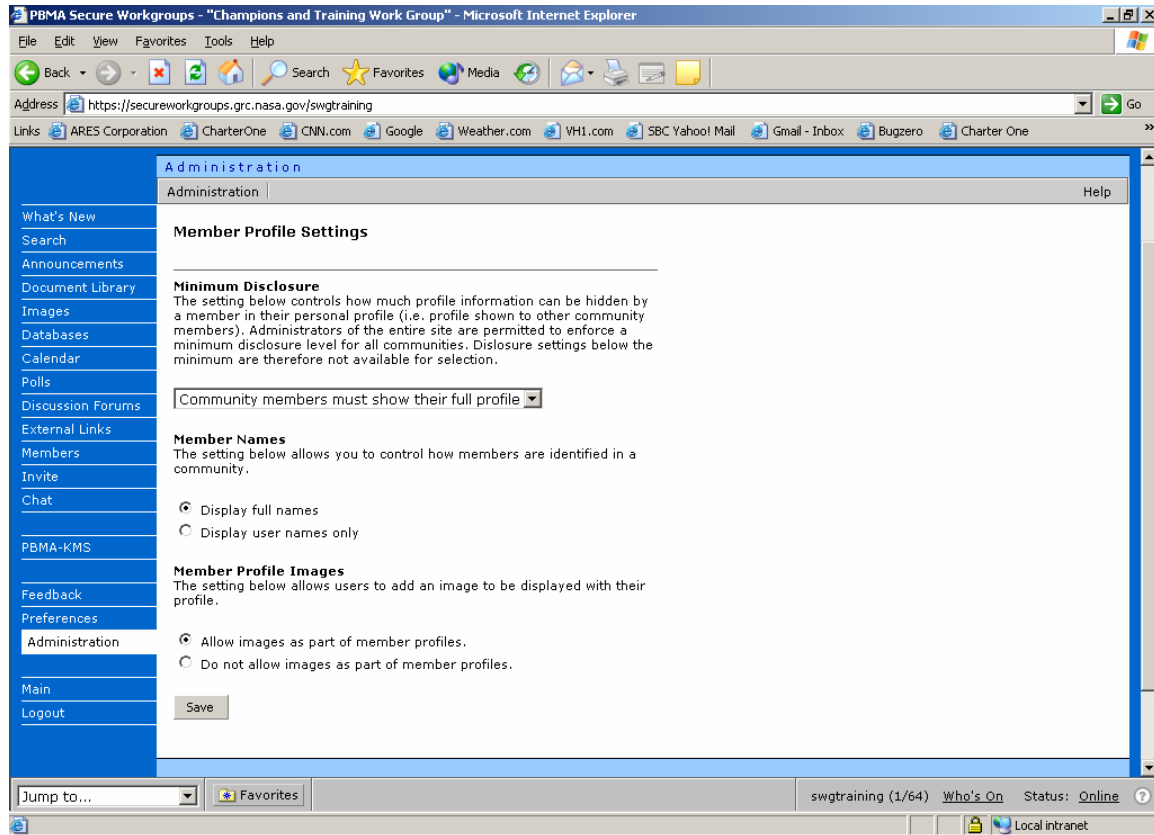 PBMA Secure Workgroups - "Champions and Training Work Group" - Microsoft Internet Explorer
File Edit View Favorites Tools Help
Back Search Favorites Media
Address https://secureworkgroups.grc.nasa.gov/swgtraining Go
Links ARES Corporation CharterOne CNN.com Google Weather.com VH1.com SBC Yahoo! Mail Gmail - Inbox Bugzero Charter One »
Administration
Administration Help
What's New
Search
Announcements
Document Library
Images
Databases
Calendar
Polls
Discussion Forums
External Links
Members
Invite
Chat
PBMA-KMS
Feedback
Preferences
Administration
Main
Logout
Member Profile Settings
Minimum Disclosure
The setting below controls how much profile information can be hidden by
a member in their personal profile (i.e. profile shown to other community
members). Administrators of the entire site are permitted to enforce a
minimum disclosure level for all communities. Dislosure settings below the
minimum are therefore not available for selection.
Community members must show their full profile
Member Names
The setting below allows you to control how members are identified in a
community.
Display full names
Display user names only
Member Profile Images
The setting below allows users to add an image to be displayed with their
profile.
Allow images as part of member profiles.
Do not allow images as part of member profiles.
Save
Jump to... Favorites swgtraining (1/64) Who's On Status: Online ?
Local intranet